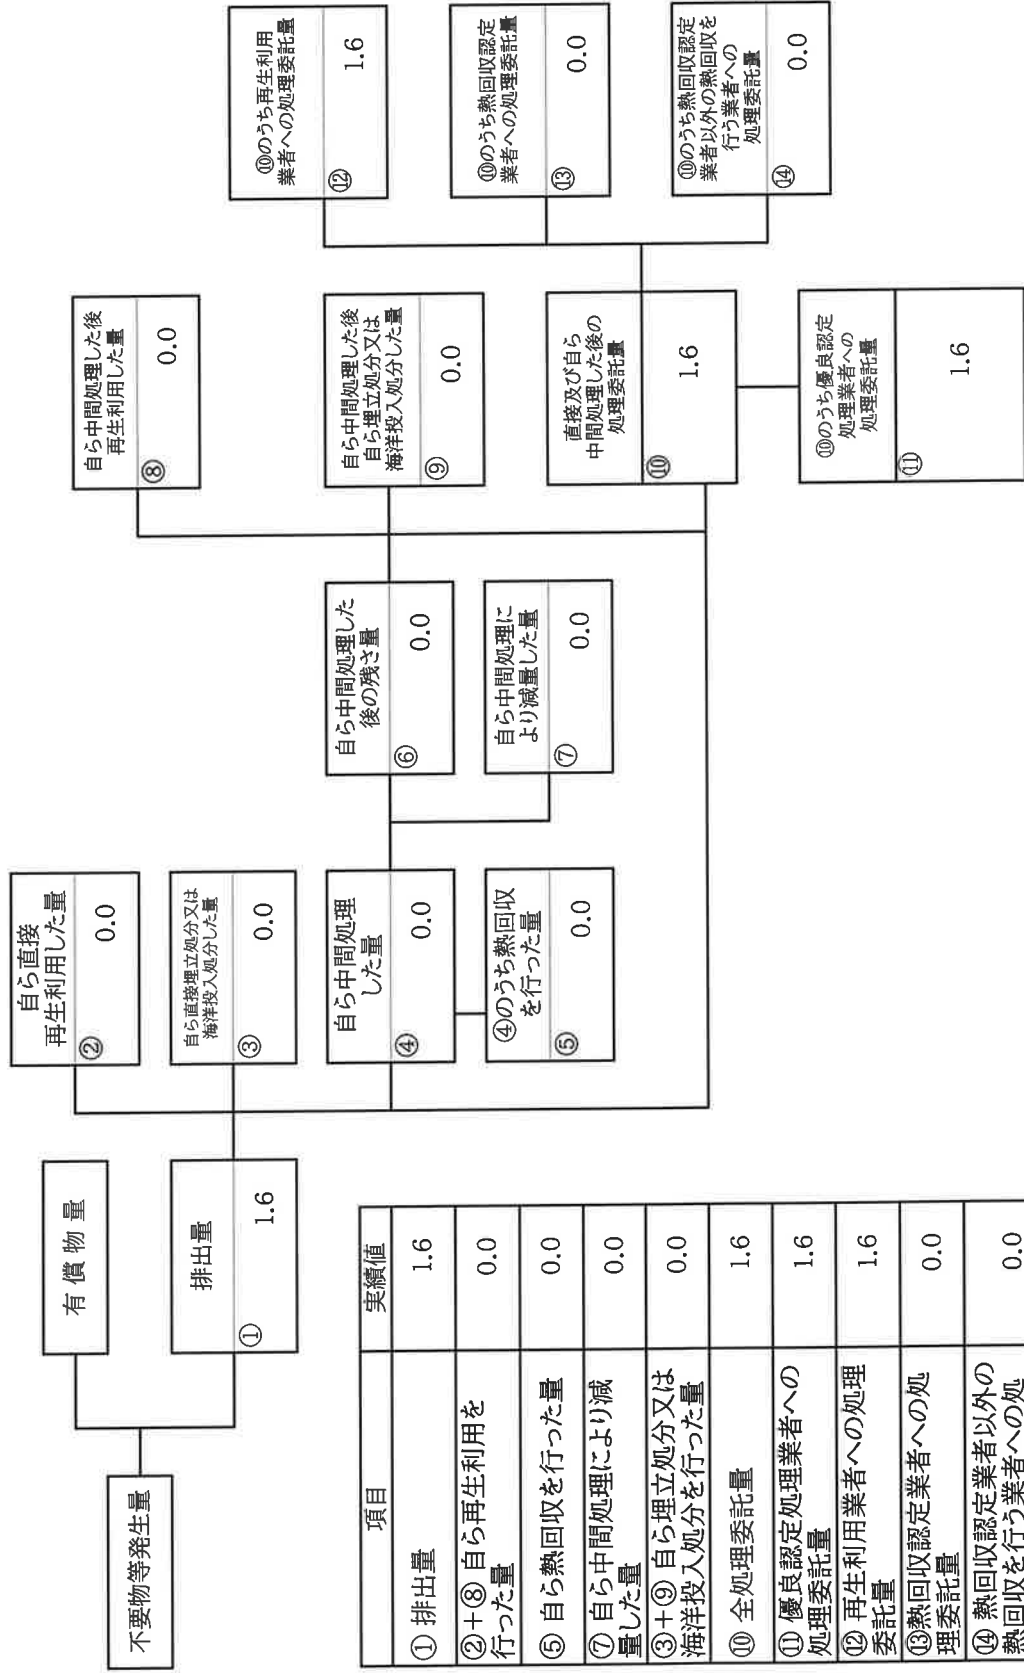 不要物等発生量
有償物量
排出量
① 1.6
自ら直接
再生利用した量
② 0.0
自ら直接埋立処分又は
海洋投入処分した量
③ 0.0
自ら中間処理
した量
④ 0.0
④のうち熱回収
を行った量
⑤ 0.0
自ら中間処理した
後の残さ量
⑥ 0.0
自ら中間処理に
より減量した量
⑦ 0.0
自ら中間処理した後
再生利用した量
⑧ 0.0
自ら中間処理した後
自ら埋立処分又は
海洋投入処分した量
⑨ 0.0
直接及び自ら
中間処理した後の
処理委託量
⑩ 1.6
⑩のうち優良認定
処理業者への
処理委託量
⑪ 1.6
⑩のうち再生利用
業者への処理委託量
⑫ 1.6
⑩のうち熱回収認定
業者への処理委託量
⑬ 0.0
⑩のうち熱回収認定
業者以外の熱回収を
行う業者への
処理委託量
⑭ 0.0
項目 実績値
① 排出量 1.6
②+⑧ 自ら再生利用を
行った量 0.0
⑤ 自ら熱回収を行った量 0.0
⑦ 自ら中間処理により減
量した量 0.0
③+⑨ 自ら埋立処分又は
海洋投入処分を行った量 0.0
⑩ 全処理委託量 1.6
⑪ 優良認定処理業者への
処理委託量 1.6
⑫ 再生利用業者への処理
委託量 1.6
⑬熱回収認定業者への処
理委託量 0.0
⑭ 熱回収認定業者以外の
熱回収を行う業者への処 0.0